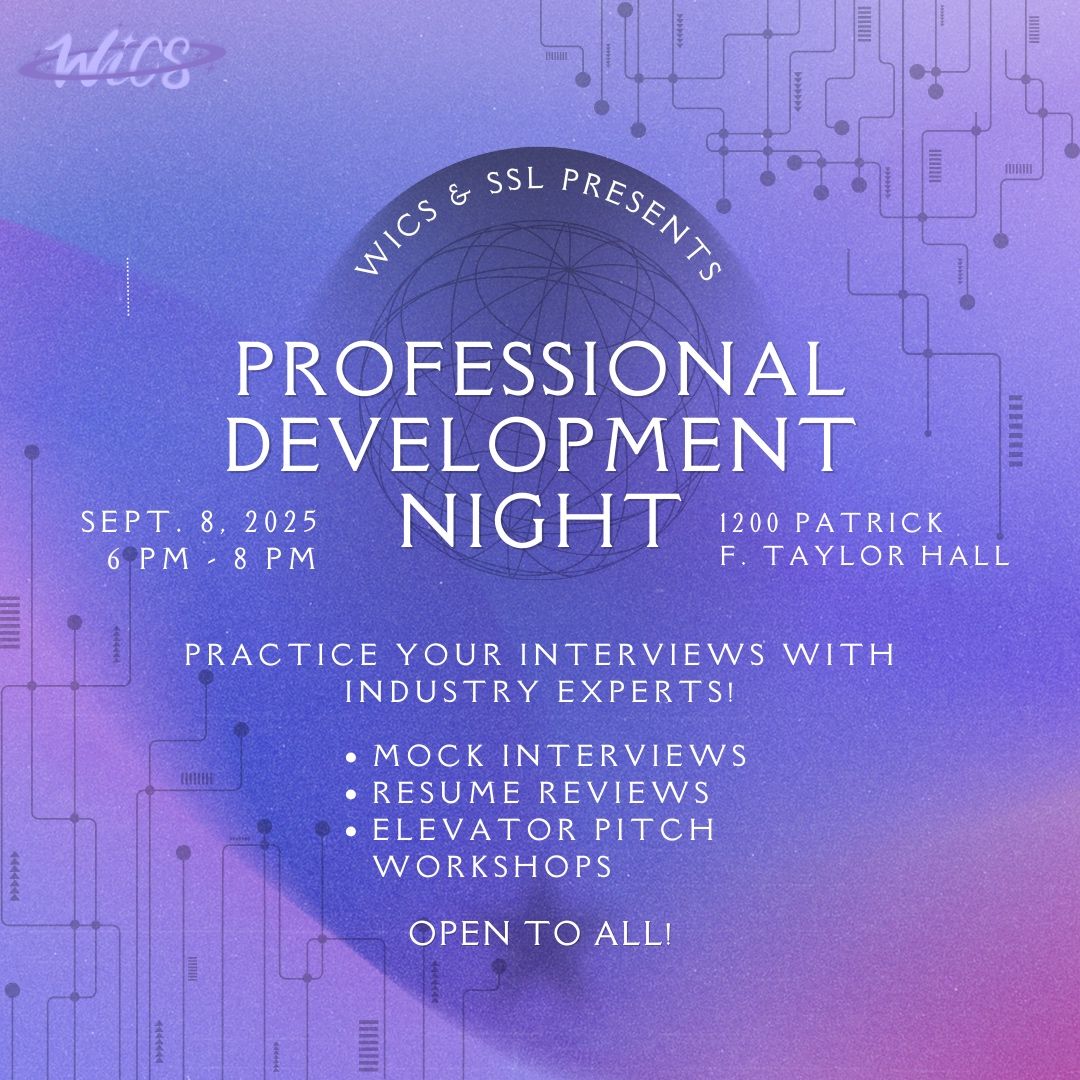 WiCS
WICS & SSL PRESENTS
PROFESSIONAL
DEVELOPMENT
NIGHT
SEPT. 8, 2025
6 PM - 8 PM
1200 PATRICK
F. TAYLOR HALL
PRACTICE YOUR INTERVIEWS WITH
INDUSTRY EXPERTS!
• MOCK INTERVIEWS
• RESUME REVIEWS
• ELEVATOR PITCH
WORKSHOPS
OPEN TO ALL!